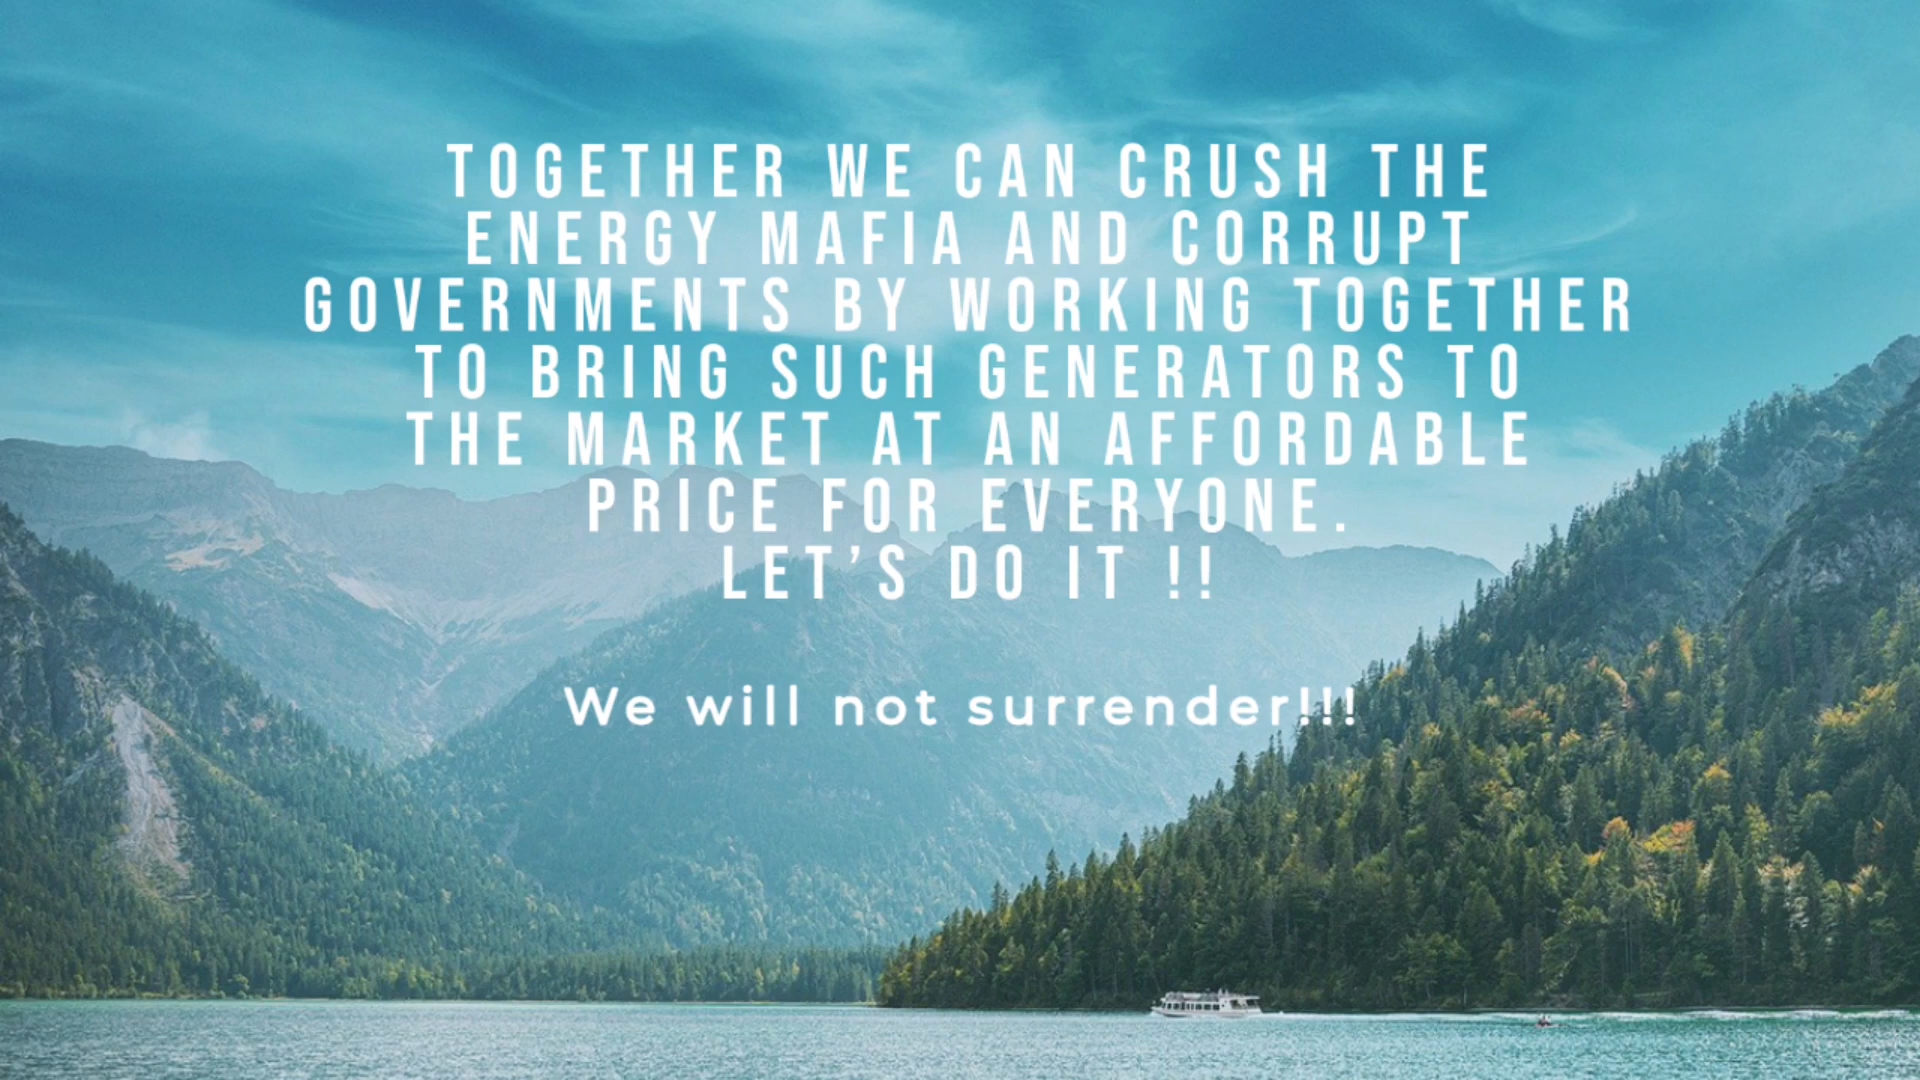 TOGETHER WE CAN CRUSH THE
ENERGY MAFIA AND CORRUPT
GOVERNMENTS BY WORKING TOGETHER
TO BRING SUCH GENERATORS TO
THE MARKET AT AN AFFORDABLE
PRICE FOR EVERYONE.
LET’S DO IT !!
We will not surrender!!!